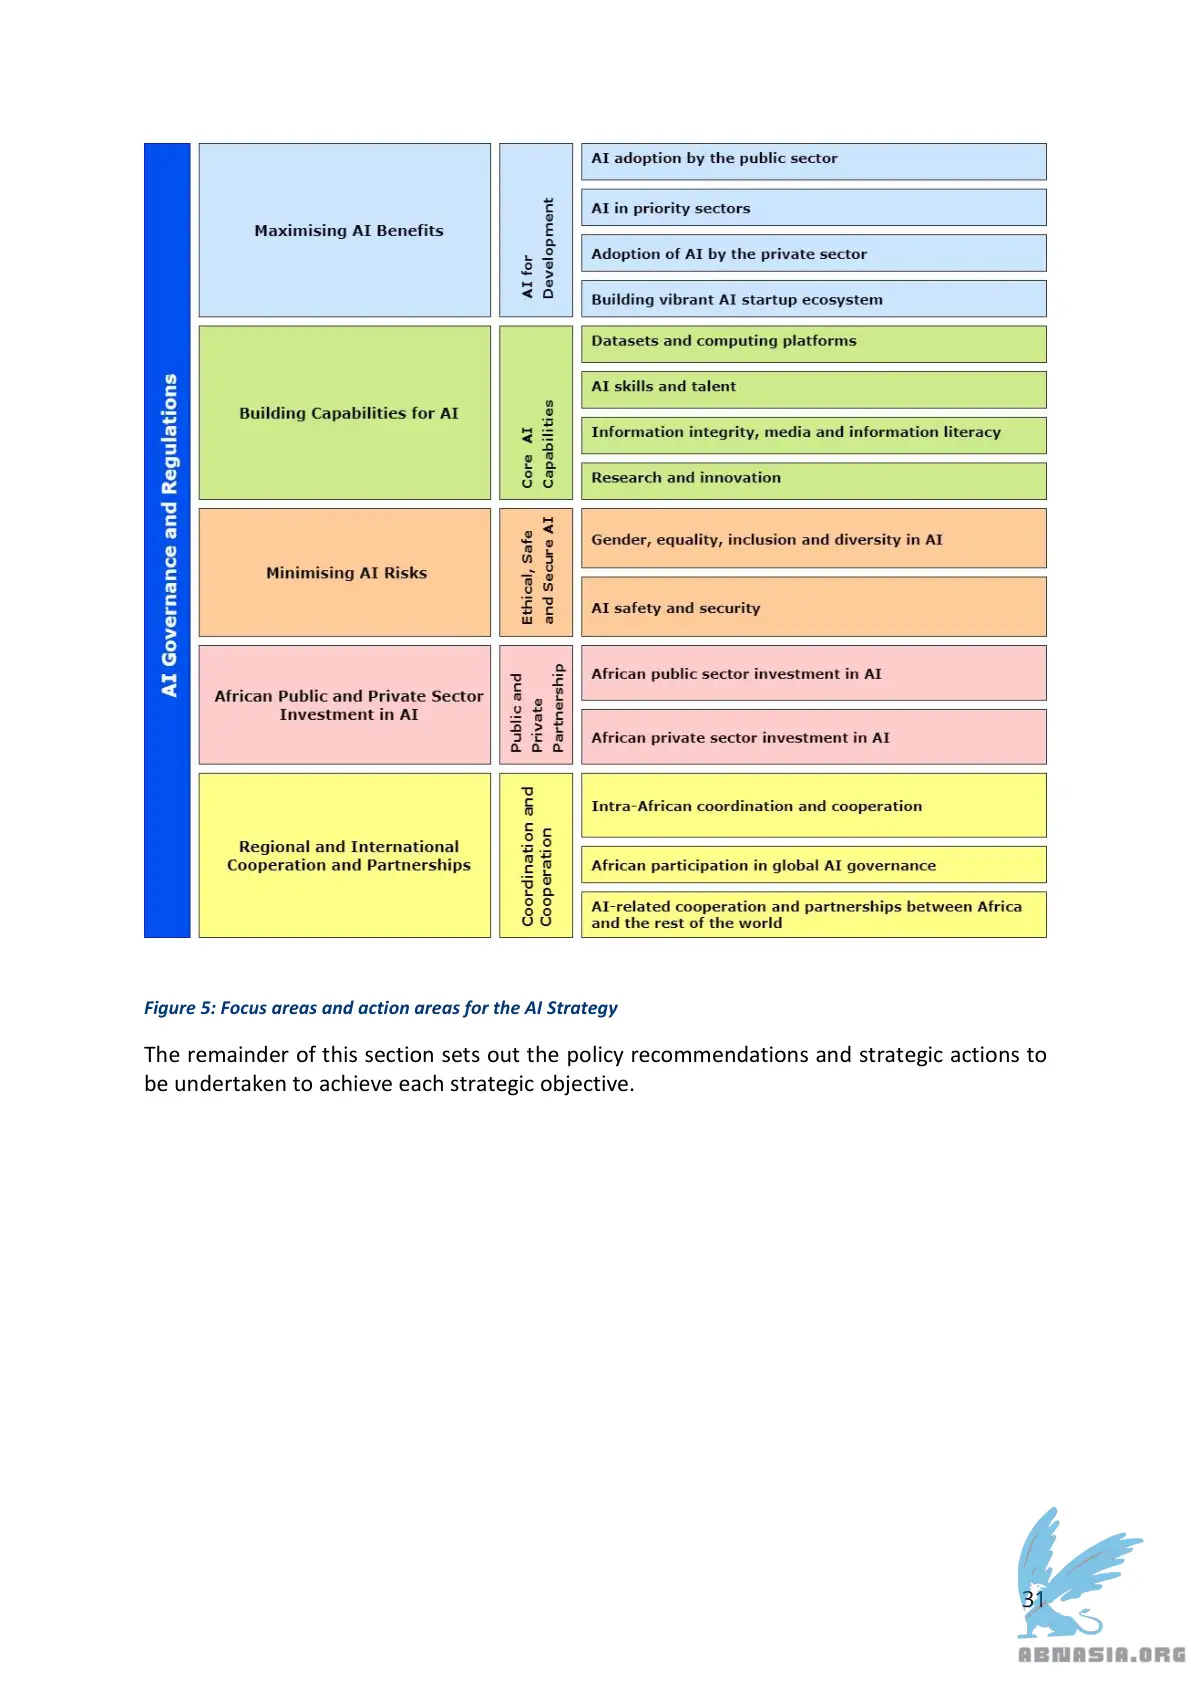 AI Governance and Regulations
Maximising AI Benefits
AI for
Development
AI adoption by the public sector
AI in priority sectors
Adoption of AI by the private sector
Building vibrant AI startup ecosystem
Building Capabilities for AI
Core AI
Capabilities
Datasets and computing platforms
AI skills and talent
Information integrity, media and information literacy
Research and innovation
Minimising AI Risks
Ethical, Safe
and Secure AI
Gender, equality, inclusion and diversity in AI
AI safety and security
African Public and Private Sector
Investment in AI
Public and
Private
Partnership
African public sector investment in AI
African private sector investment in AI
Regional and International
Cooperation and Partnerships
Coordination and
Cooperation
Intra-African coordination and cooperation
African participation in global AI governance
AI-related cooperation and partnerships between Africa
and the rest of the world
Figure 5: Focus areas and action areas for the AI Strategy
The remainder of this section sets out the policy recommendations and strategic actions to
be undertaken to achieve each strategic objective.
31
ABNASIA.ORG